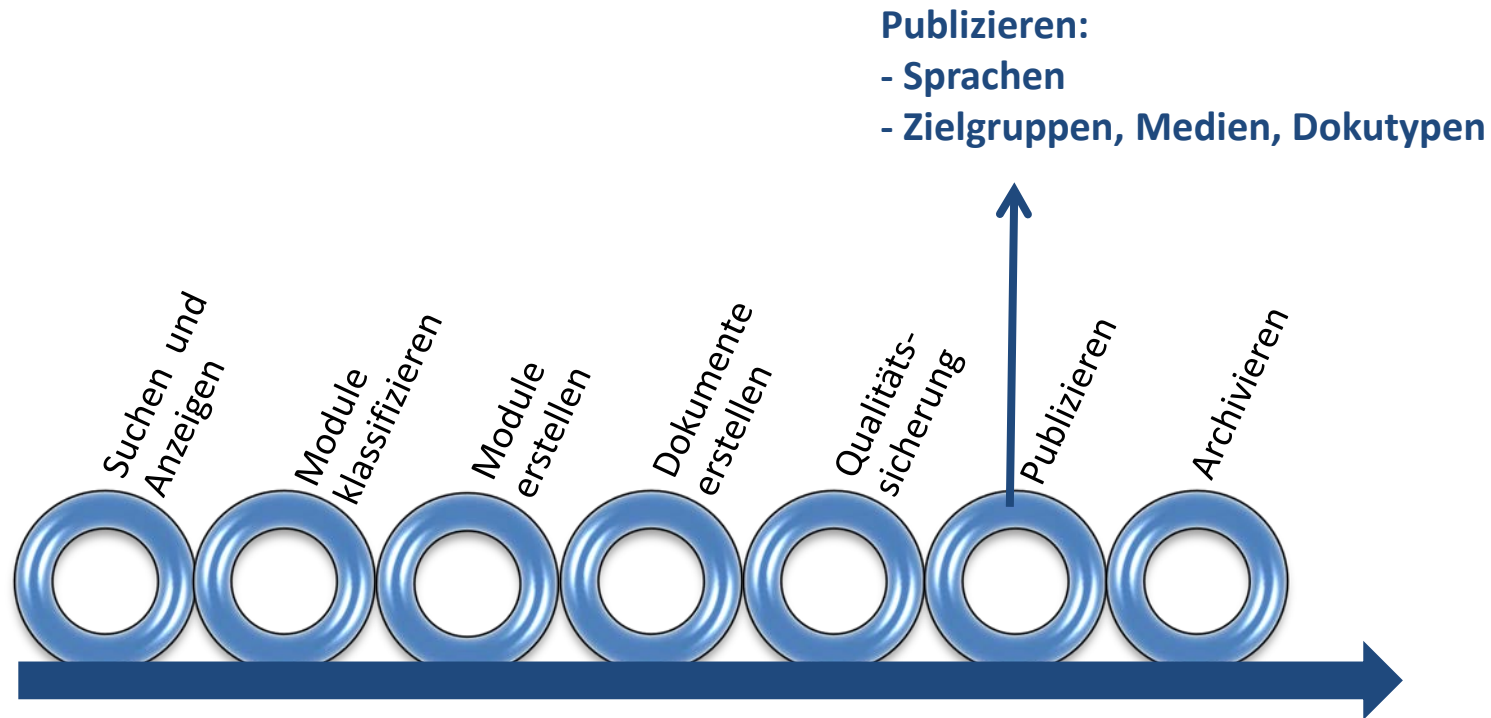 Publizieren:
- Sprachen
- Zielgruppen, Medien, Dokutypen
Suchen und
Anzeigen
Module
klassifizieren
Module
erstellen
Dokumente
erstellen
Qualitäts-
sicherung
Publizieren
Archivieren